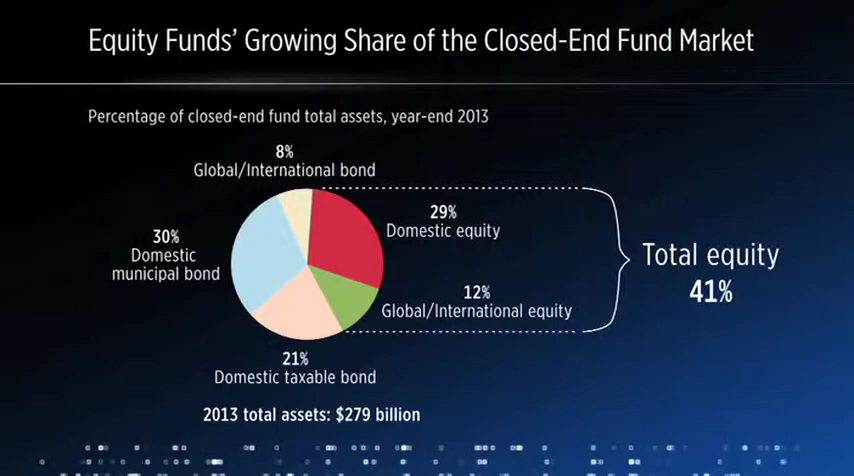 Equity Funds’ Growing Share of the Closed-End Fund Market
Percentage of closed-end fund total assets, year-end 2013
8%
Global/International bond
29%
Domestic equity
30%
Domestic
municipal bond
Total equity
41%
12%
Global/International equity
21%
Domestic taxable bond
2013 total assets: $279 billion